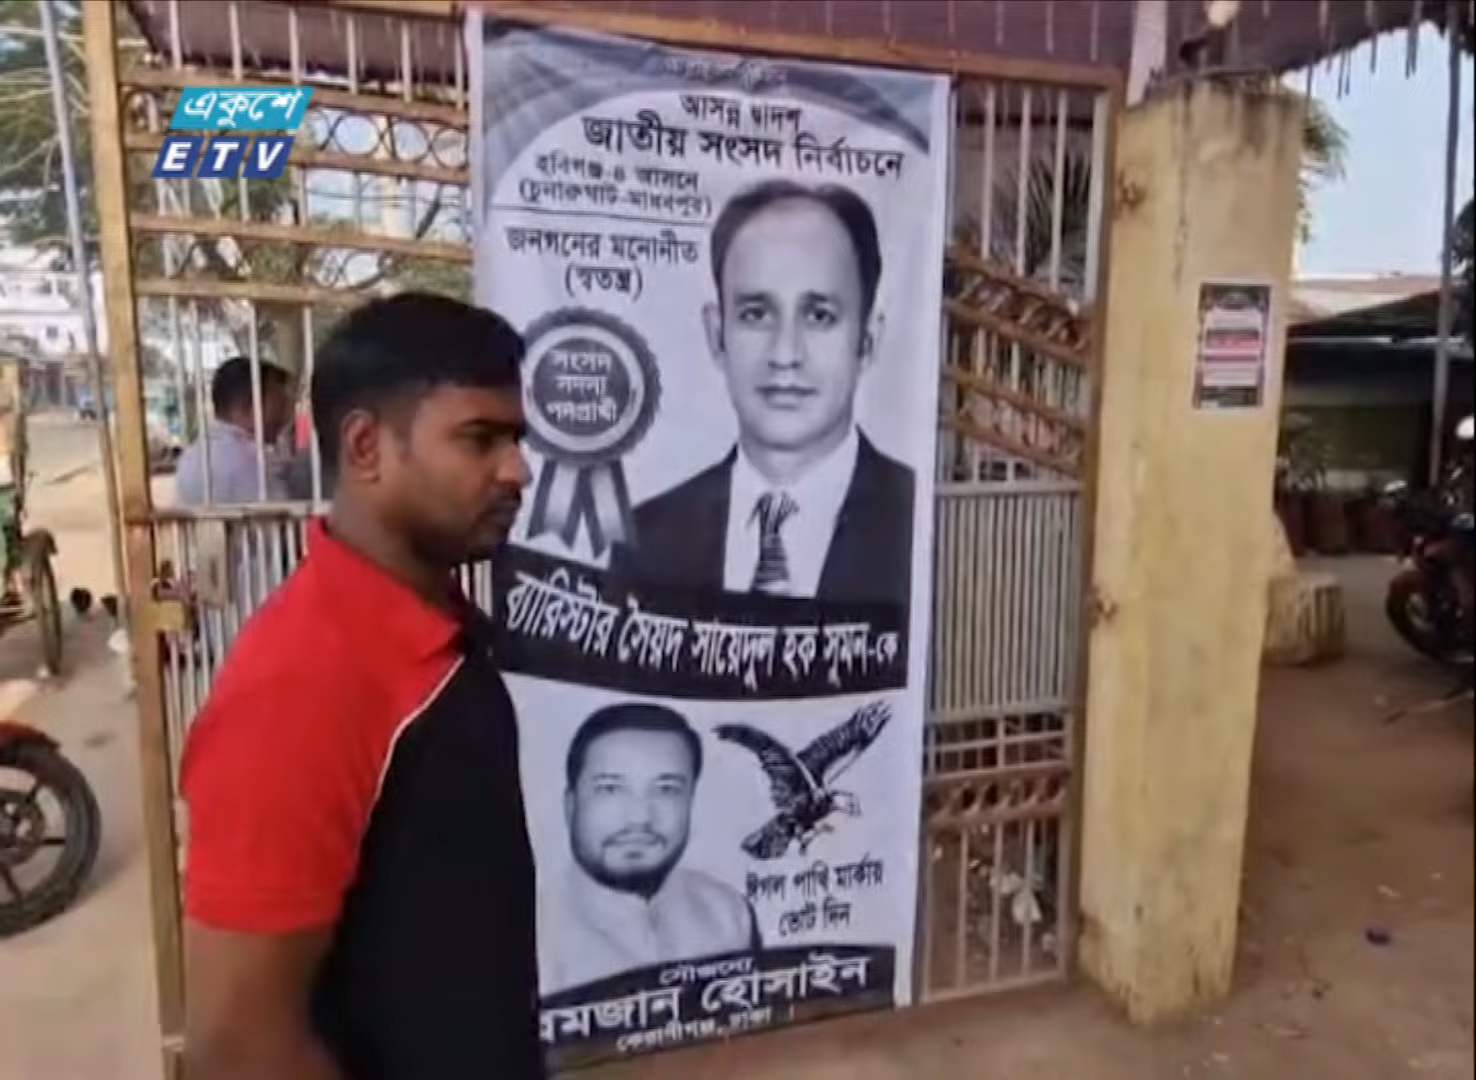 একুশে
ETV
আসন্ন দ্বাদশ
জাতীয় সংসদ নির্বাচনে
হবিগঞ্জ-৪ আসনে
(চুনারুঘাট-মাধবপুর)
জনগনের মনোনীত
(স্বতন্ত্র)
সংসদ
সদস্য
পদপ্রার্থী
ব্যারিস্টার সৈয়দ সায়েদুল হক সুমন-কে
ঈগল পাখি মার্কায়
ভোট দিন
সৌজন্যে
রমজান হোসাইন
কেরানীগঞ্জ, ঢাকা ।